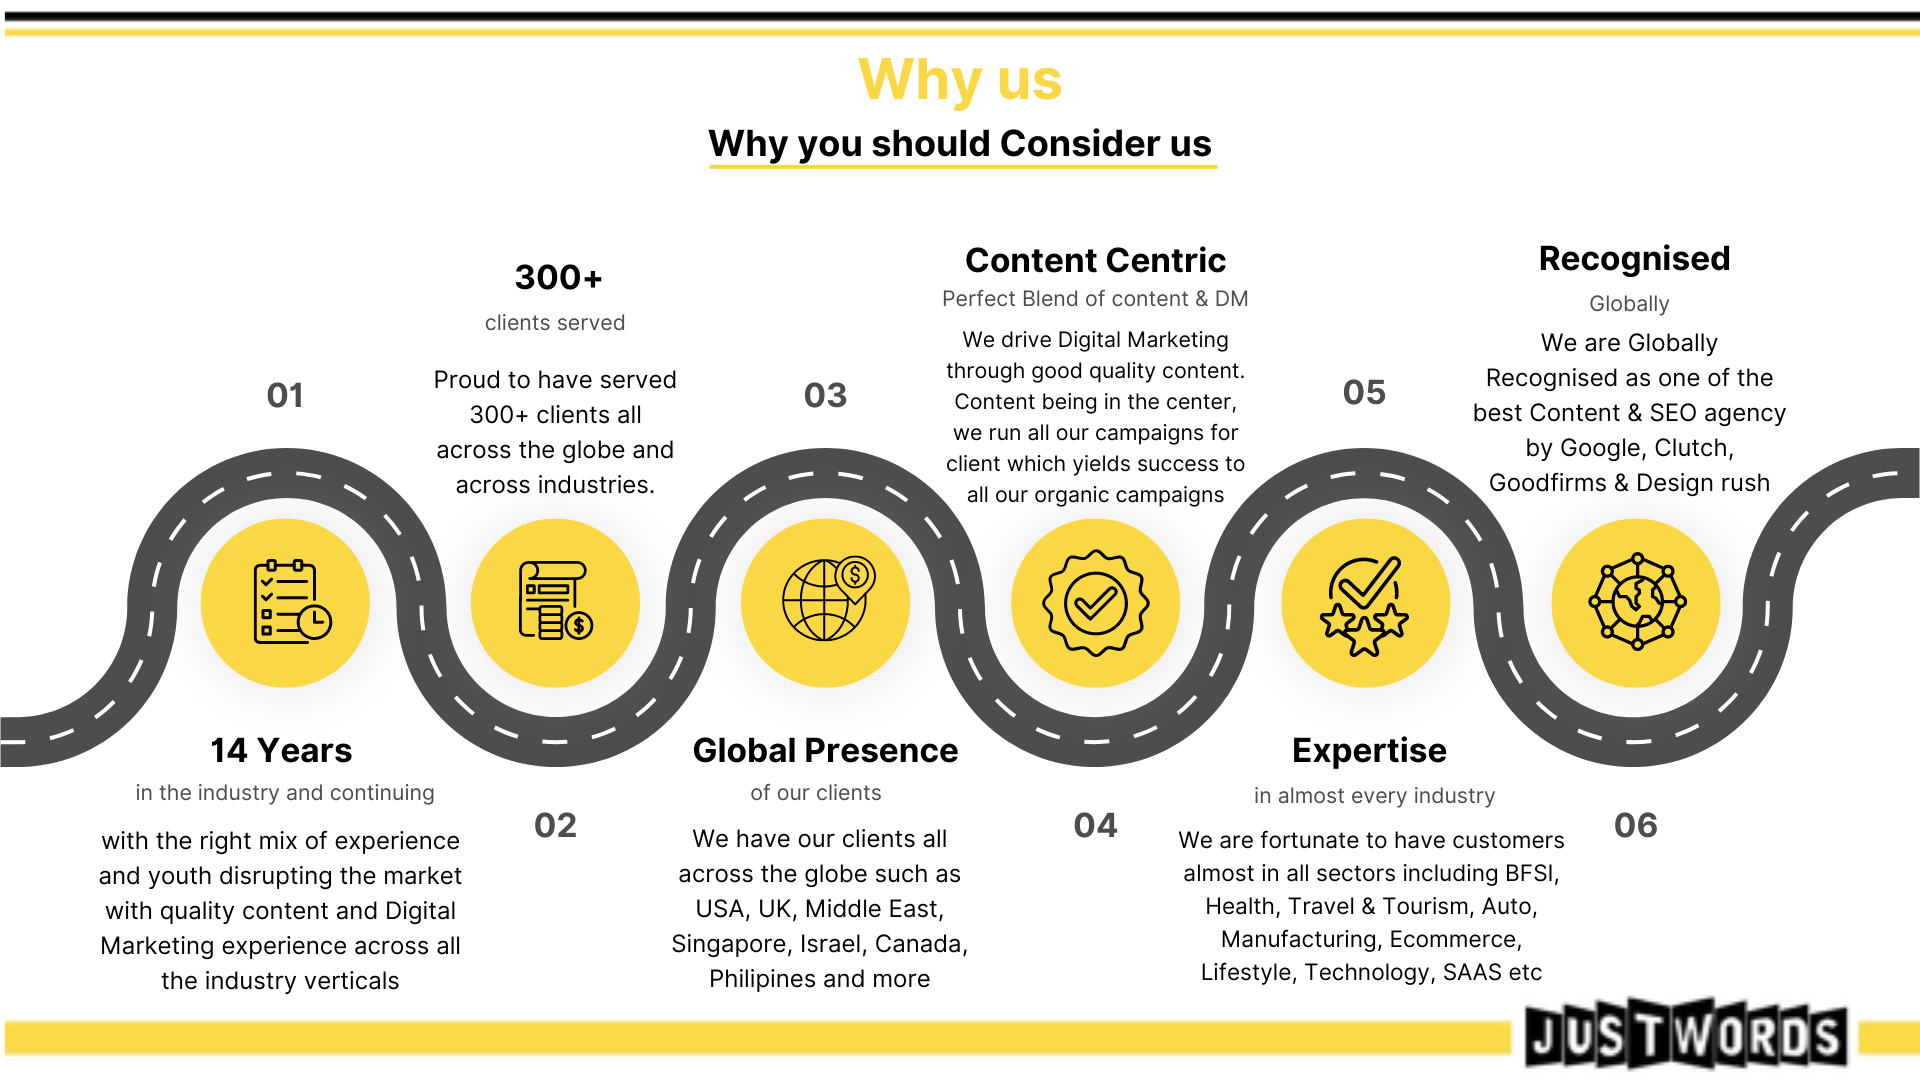 Why us
Why you should Consider us
01
14 Years
in the industry and continuing
with the right mix of experience
and youth disrupting the market
with quality content and Digital
Marketing experience across all
the industry verticals
300+
clients served
Proud to have served
300+ clients all
across the globe and
across industries.
02
03
Global Presence
of our clients
We have our clients all
across the globe such as
USA, UK, Middle East,
Singapore, Israel, Canada,
Philipines and more
Content Centric
Perfect Blend of content & DM
We drive Digital Marketing
through good quality content.
Content being in the center,
we run all our campaigns for
client which yields success to
all our organic campaigns
04
05
Expertise
in almost every industry
We are fortunate to have customers
almost in all sectors including BFSI,
Health, Travel & Tourism, Auto,
Manufacturing, Ecommerce,
Lifestyle, Technology, SAAS etc
Recognised
Globally
We are Globally
Recognised as one of the
best Content & SEO agency
by Google, Clutch,
Goodfirms & Design rush
06
JUSTWORDS